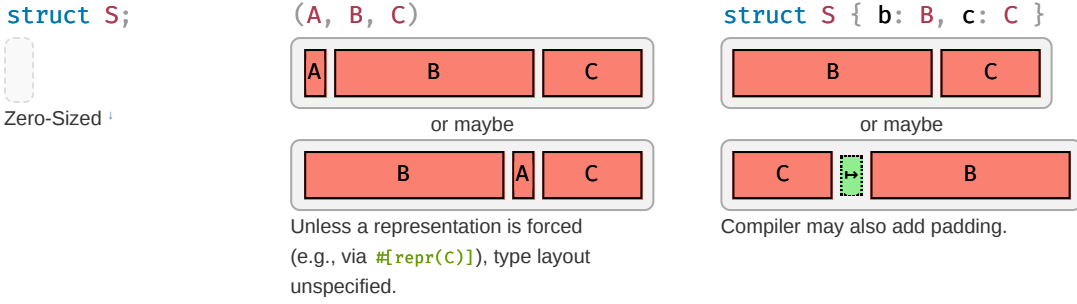 struct S;
Zero-Sized ↓
(A, B, C)
A B C
or maybe
B A C
Unless a representation is forced
(e.g., via #[repr(C)]), type layout
unspecified.
struct S { b: B, c: C }
B C
or maybe
C ↦ B
Compiler may also add padding.